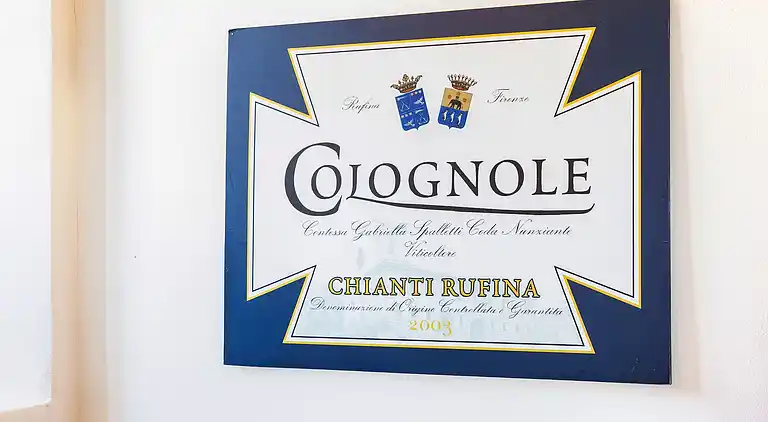 Rufina Firenze
COLOGNOLE
Contessa Gabriella Spalletti Coda Nunziante
Viticoltore
CHIANTI RUFINA
Denominazione di Origine Controllata e Garantita
2003